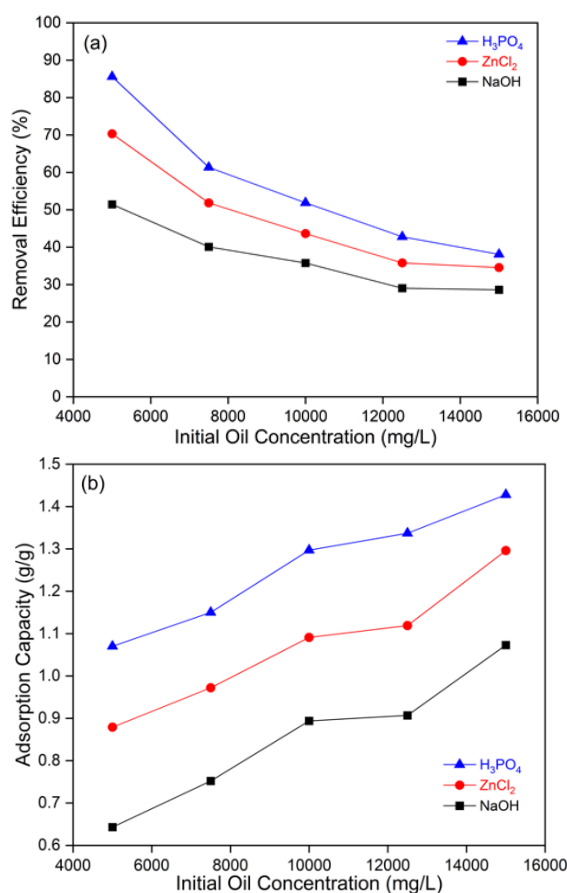 (a)
H₃PO₄
ZnCl₂
NaOH
Removal Efficiency (%)
100
90
80
70
60
50
40
30
20
10
0
4000 6000 8000 10000 12000 14000 16000
Initial Oil Concentration (mg/L)
(b)
Adsorption Capacity (g/g)
1.5
1.4
1.3
1.2
1.1
1.0
0.9
0.8
0.7
0.6
H₃PO₄
ZnCl₂
NaOH
4000 6000 8000 10000 12000 14000 16000
Initial Oil Concentration (mg/L)